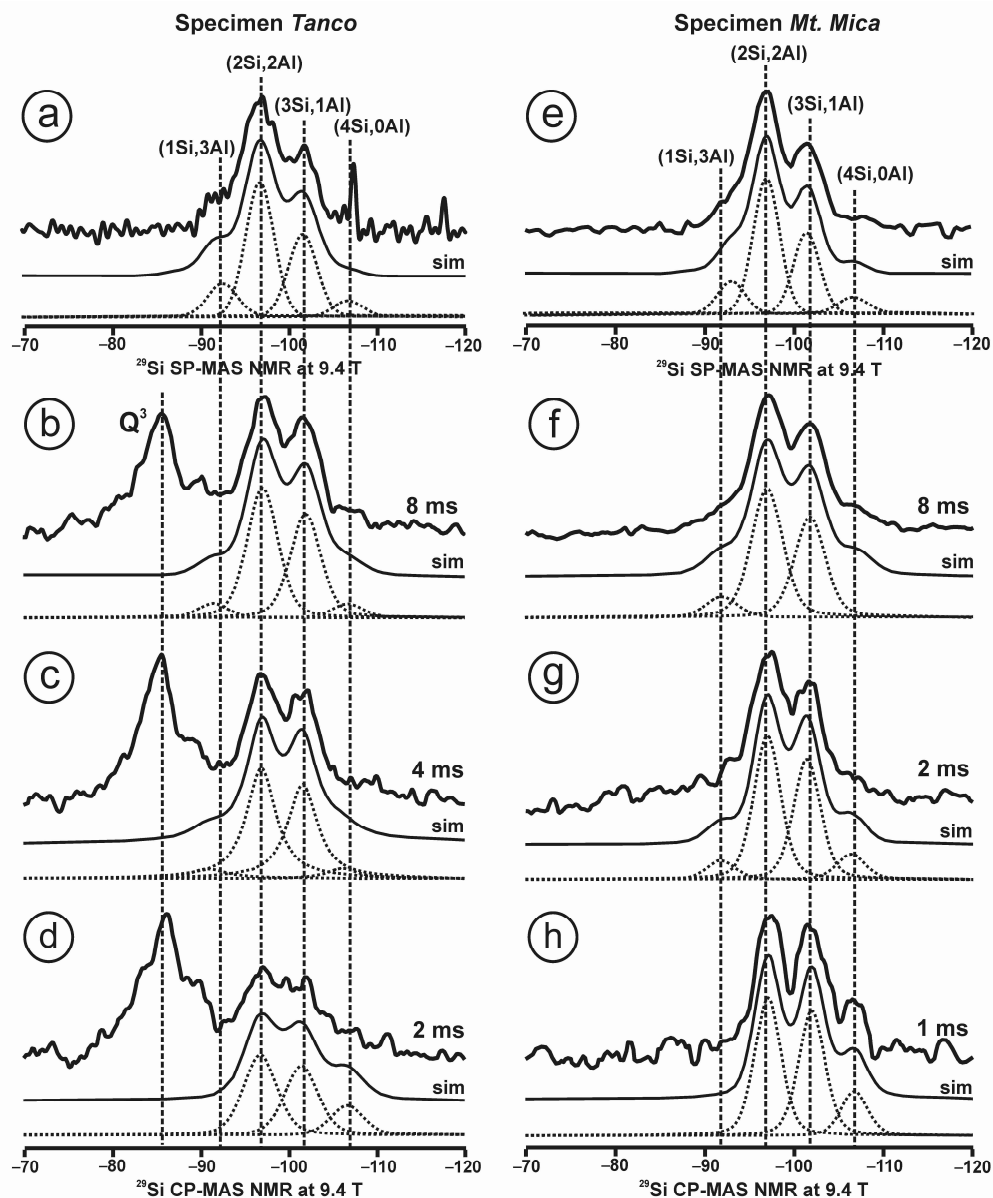 Specimen Tanco
(2Si,2Al)
(3Si,1Al)
(4Si,0Al)
(1Si,3Al)
a
sim
–70 –80 –90 –100 –110 –120
²⁹Si SP-MAS NMR at 9.4 T
b
Q³
8 ms
sim
c
4 ms
sim
d
2 ms
sim
–70 –80 –90 –100 –110 –120
²⁹Si CP-MAS NMR at 9.4 T
Specimen Mt. Mica
(2Si,2Al)
(3Si,1Al)
(1Si,3Al)
(4Si,0Al)
e
sim
–70 –80 –90 –100 –110 –120
²⁹Si SP-MAS NMR at 9.4 T
f
8 ms
sim
g
2 ms
sim
h
1 ms
sim
–70 –80 –90 –100 –110 –120
²⁹Si CP-MAS NMR at 9.4 T